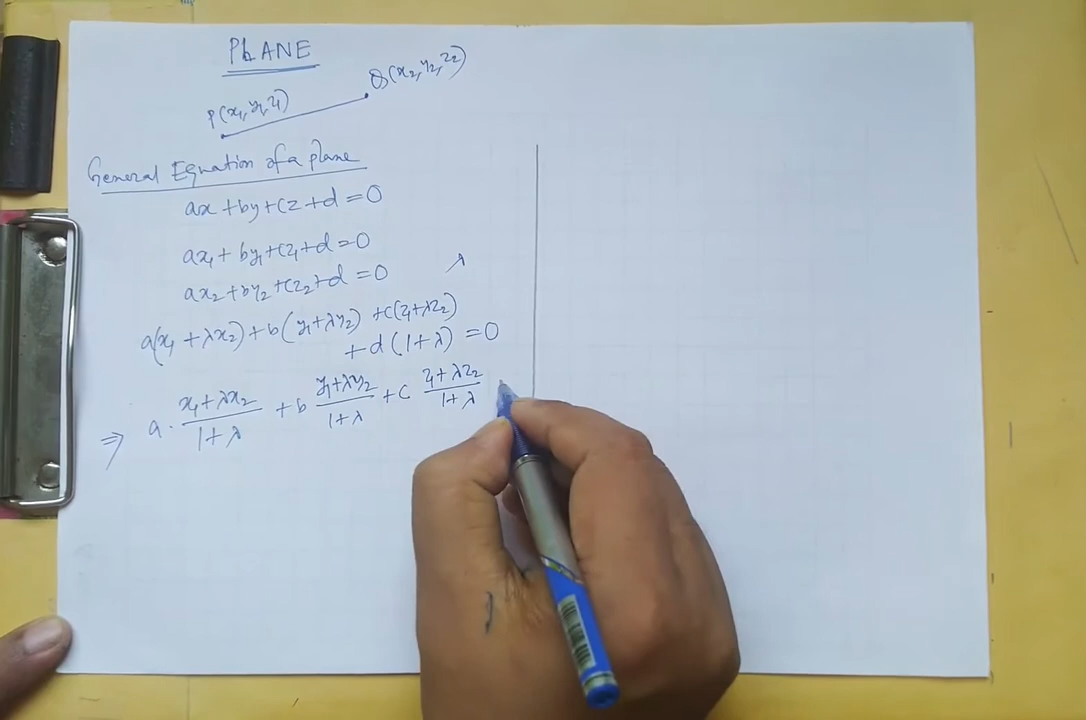 PLANE
Q(x₂, y₂, z₂)
P(x₁, y₁, z₁)
General Equation of a plane
ax + by + cz + d = 0
ax₁ + by₁ + cz₁ + d = 0
ax₂ + by₂ + cz₂ + d = 0
λ
a(x₁ + λx₂) + b(y₁ + λy₂) + c(z₁ + λz₂)
+ d(1 + λ) = 0
⇒ a · (x₁ + λx₂)/(1 + λ) + b (y₁ + λy₂)/(1 + λ) + c (z₁ + λz₂)/(1 + λ)